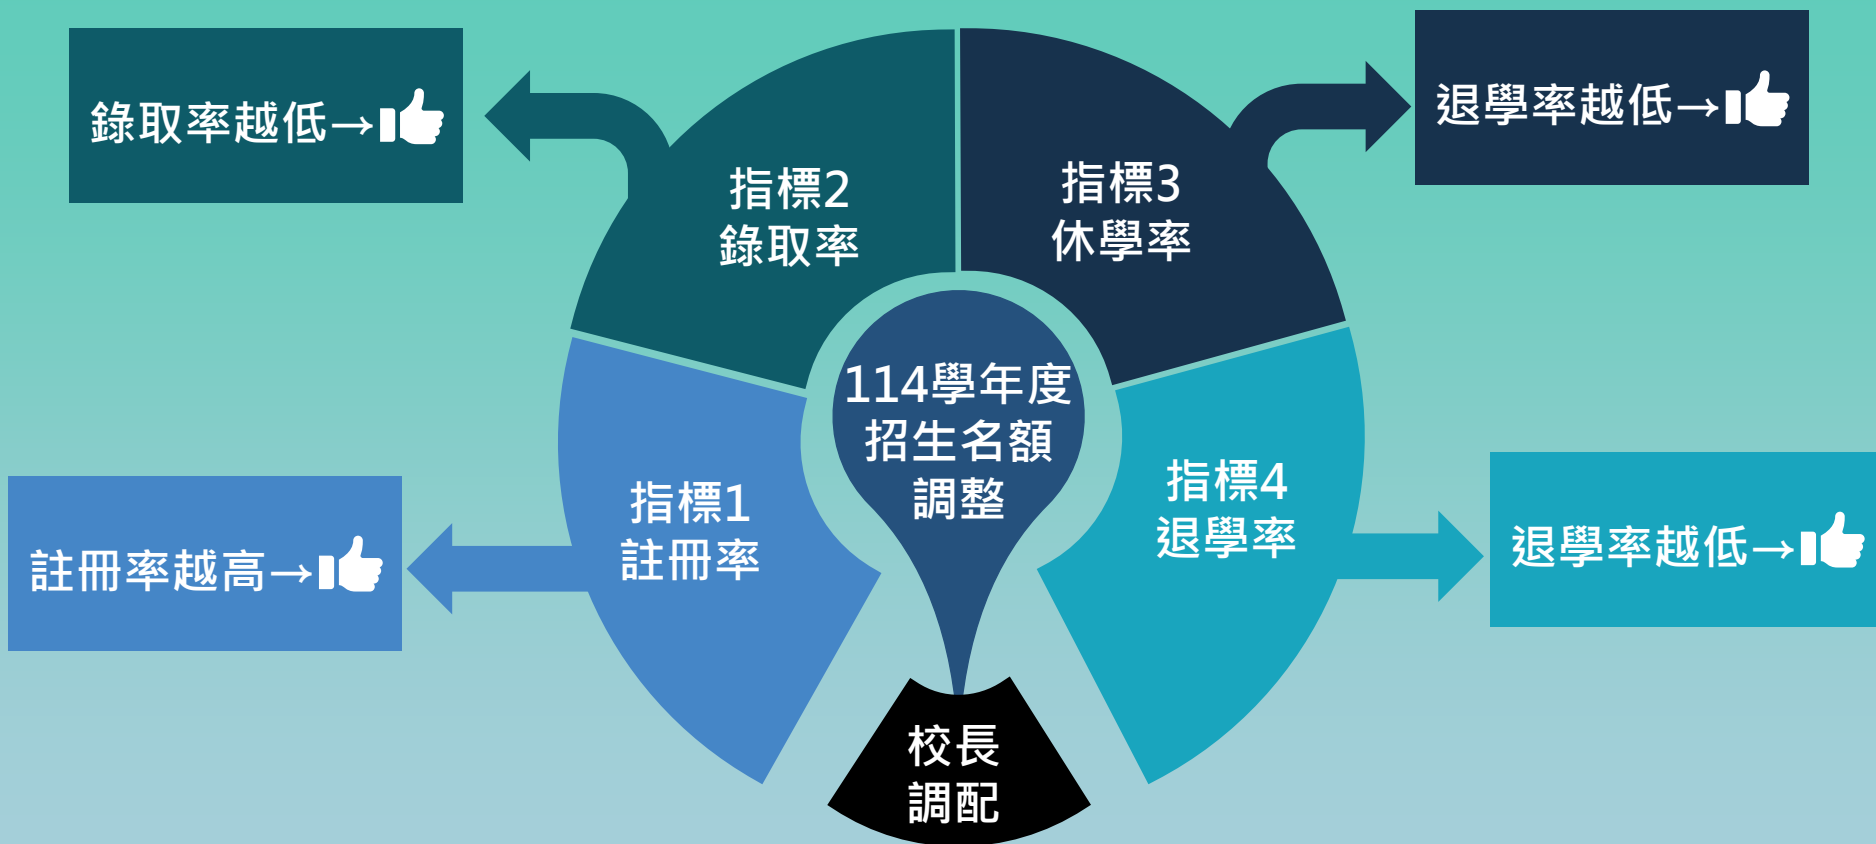 錄取率越低→
退學率越低→
指標2
錄取率
指標3
休學率
114學年度
招生名額
調整
指標1
註冊率
指標4
退學率
註冊率越高→
退學率越低→
校長
調配